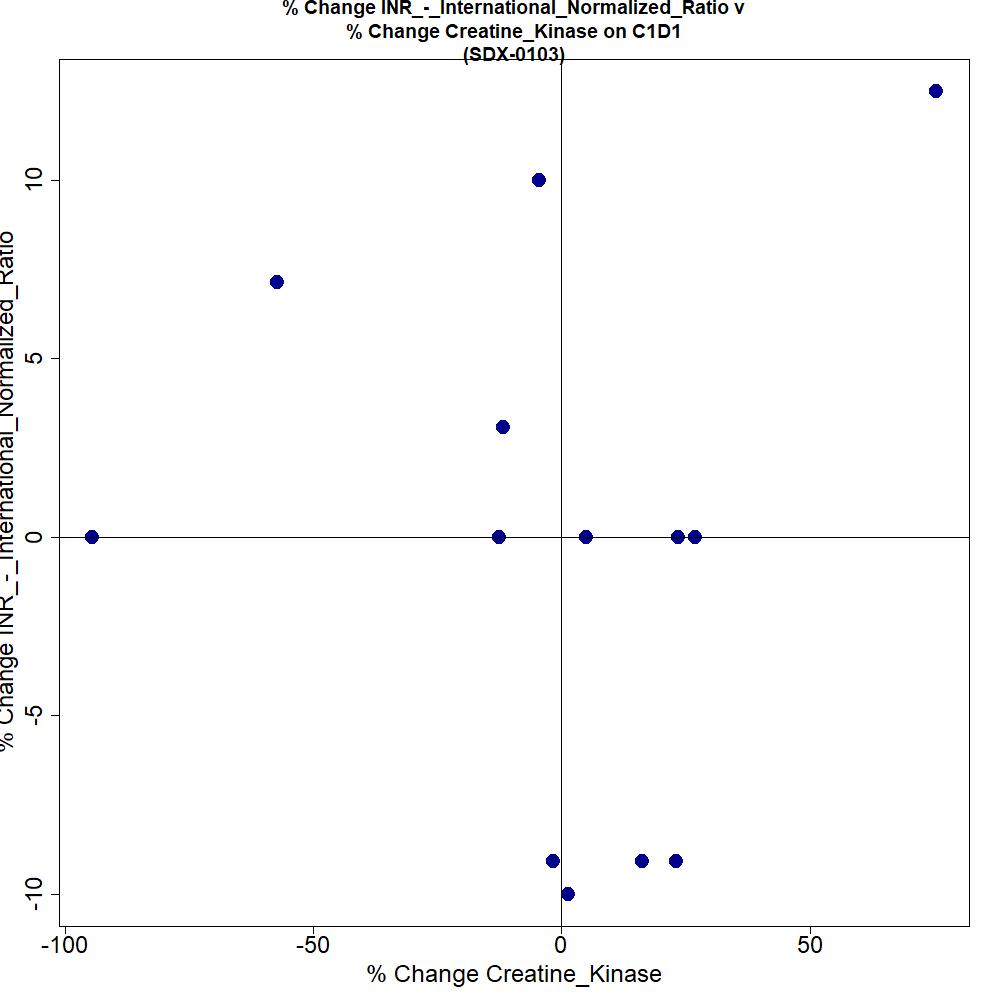 % Change INR_-_International_Normalized_Ratio v
% Change Creatine_Kinase on C1D1
(SDX-0103)
% Change INR_-_International_Normalized_Ratio
10
5
0
-5
-10
-100
-50
0
50
% Change Creatine_Kinase